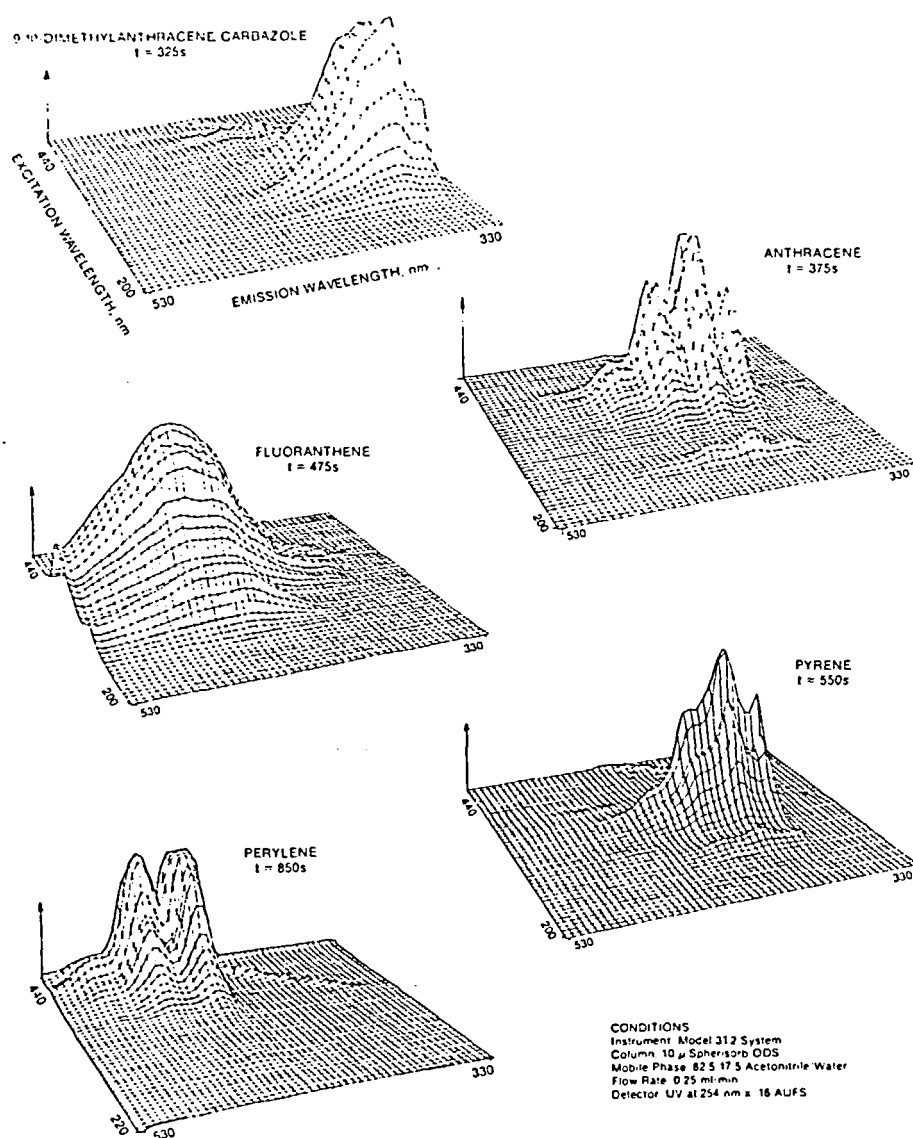 DIMETHYLANTHRACENE CARBAZOLE
t = 325s
440
EXCITATION WAVELENGTH, nm
200
530
EMISSION WAVELENGTH, nm
330
ANTHRACENE
t = 375s
440
200
530
330
FLUORANTHENE
t = 475s
440
200
530
330
PYRENE
t = 550s
440
200
530
330
PERYLENE
t = 850s
440
220
530
330
CONDITIONS
Instrument Model 312 System
Column 10 μ Spherisorb ODS
Mobile Phase 82 5 17 5 Acetonitrile Water
Flow Rate 0 25 ml min
Detector UV at 254 nm x 16 AUFS